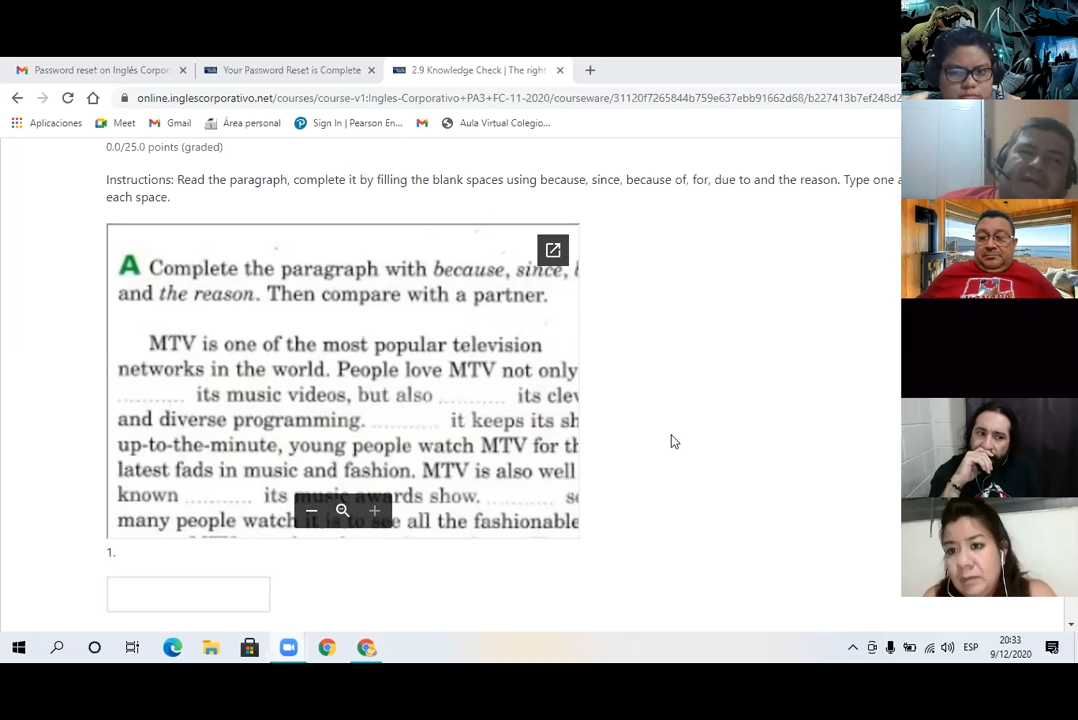 Password reset on Inglés Corpor
Your Password Reset is Complete
2.9 Knowledge Check | The right
online.inglescorporativo.net/courses/course-v1:Ingles-Corporativo+PA3+FC-11-2020/courseware/31120f7265844b759e637ebb91662d68/b227413b7ef248d2
Aplicaciones Meet Gmail Área personal Sign In | Pearson En... Aula Virtual Colegio...
0.0/25.0 points (graded)
Instructions: Read the paragraph, complete it by filling the blank spaces using because, since, because of, for, due to and the reason. Type one a
each space.
A Complete the paragraph with because, since, b
and the reason. Then compare with a partner.
MTV is one of the most popular television
networks in the world. People love MTV not only
.......... its music videos, but also .......... its clev
and diverse programming. .......... it keeps its sh
up-to-the-minute, young people watch MTV for th
latest fads in music and fashion. MTV is also well
known .......... its music awards show. .......... so
many people watch it is to see all the fashionable
1.
ESP
20:33
9/12/2020